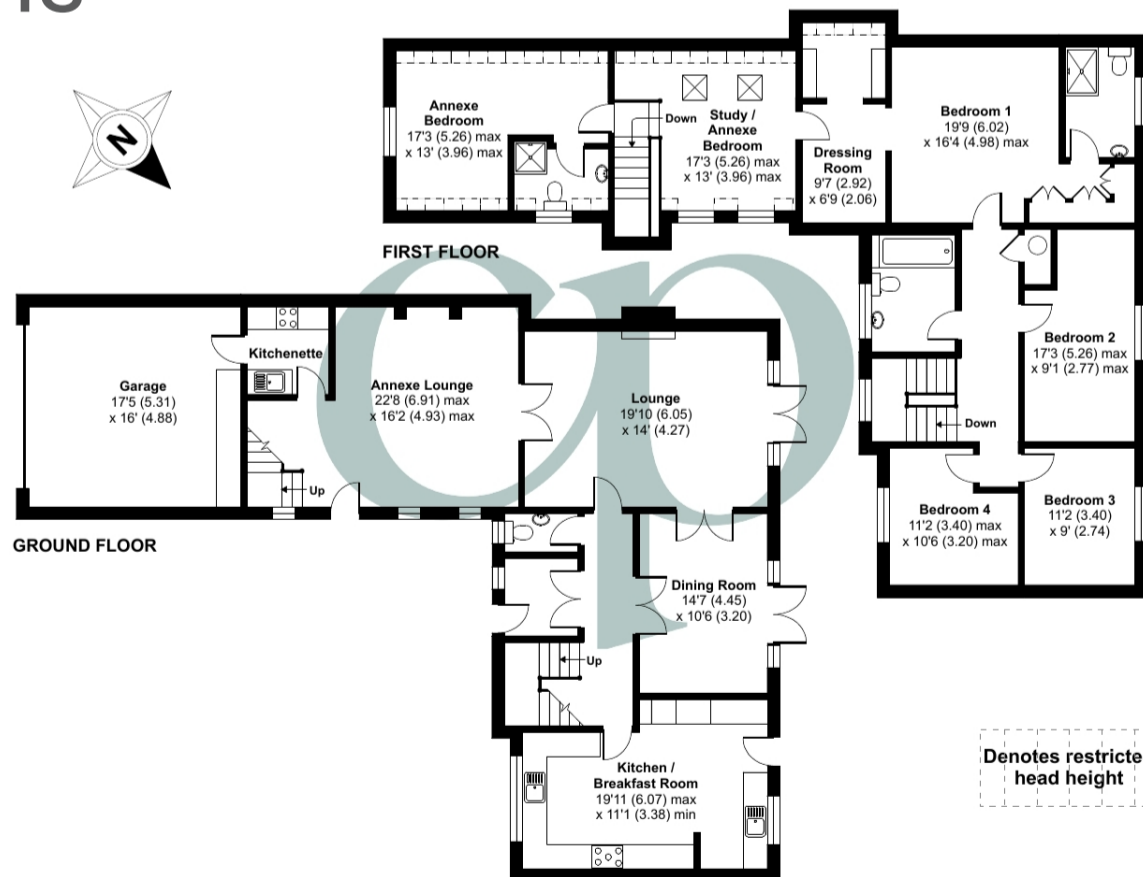 N
Annexe
Bedroom
17'3 (5.26) max
x 13' (3.96) max
Down
Study /
Annexe
Bedroom
17'3 (5.26) max
x 13' (3.96) max
Dressing
Room
9'7 (2.92)
x 6'9 (2.06)
Bedroom 1
19'9 (6.02)
x 16'4 (4.98) max
FIRST FLOOR
Bedroom 2
17'3 (5.26) max
x 9'1 (2.77) max
Down
Bedroom 4
11'2 (3.40) max
x 10'6 (3.20) max
Bedroom 3
11'2 (3.40)
x 9' (2.74)
Garage
17'5 (5.31)
x 16' (4.88)
Kitchenette
Annexe Lounge
22'8 (6.91) max
x 16'2 (4.93) max
Up
Lounge
19'10 (6.05)
x 14' (4.27)
GROUND FLOOR
Dining Room
14'7 (4.45)
x 10'6 (3.20)
Up
Kitchen /
Breakfast Room
19'11 (6.07) max
x 11'1 (3.38) min
cp
Denotes restricte
head height